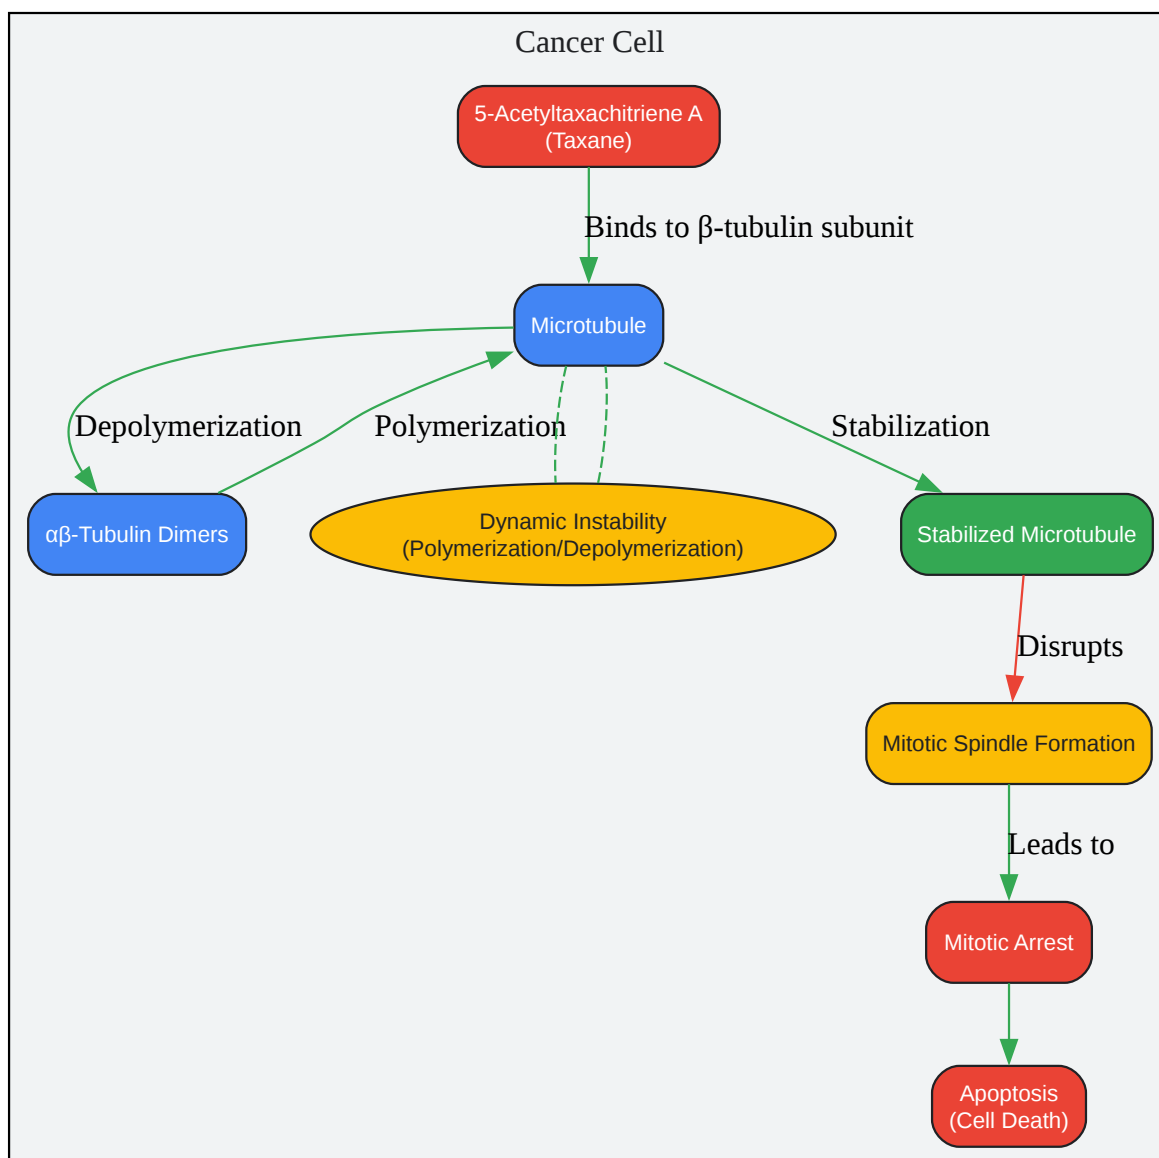 Cancer Cell
5-Acetyltaxachitriene A
(Taxane)
Binds to β-tubulin subunit
Microtubule
Depolymerization
Polymerization
Stabilization
αβ-Tubulin Dimers
Dynamic Instability
(Polymerization/Depolymerization)
Stabilized Microtubule
Disrupts
Mitotic Spindle Formation
Leads to
Mitotic Arrest
Apoptosis
(Cell Death)